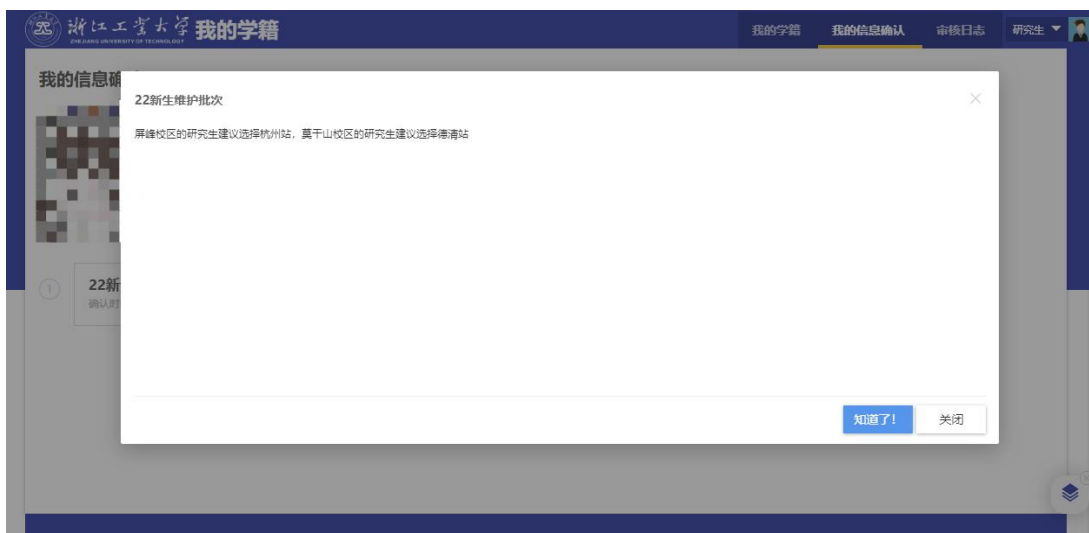 浙江工业大学 我的学籍 我的学籍 我的信息确认 审核日志 研究生
ZHEJIANG UNIVERSITY OF TECHNOLOGY
我的信息确
22新生维护批次
屏峰校区的研究生建议选择杭州站，莫干山校区的研究生建议选择德清站
1
22新
确认时
知道了! 关闭